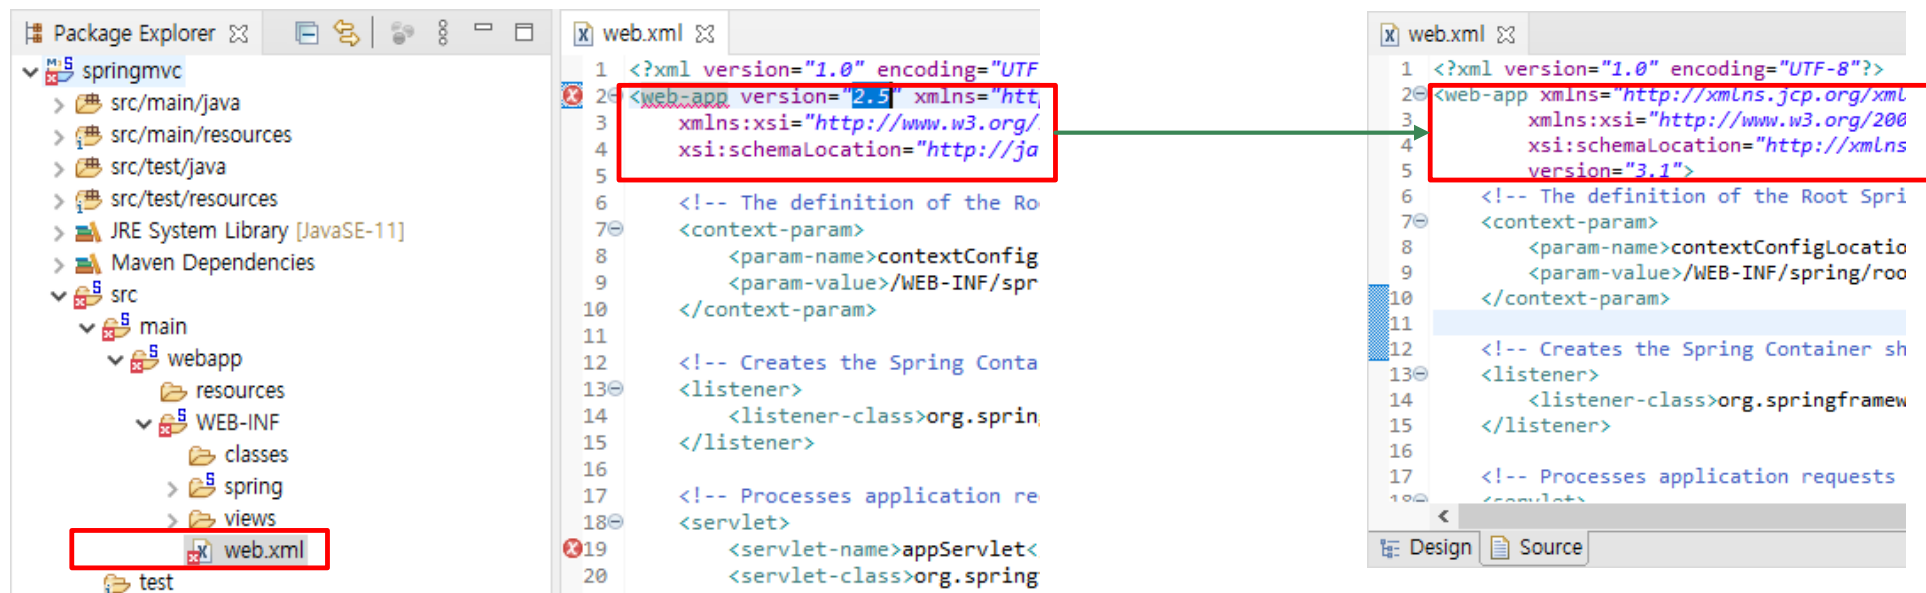 Package Explorer
springmvc
src/main/java
src/main/resources
src/test/java
src/test/resources
JRE System Library [JavaSE-11]
Maven Dependencies
src
main
webapp
resources
WEB-INF
classes
spring
views
web.xml
test
web.xml
1 <?xml version="1.0" encoding="UTF
2 <web-app version="2.5" xmlns="htt
3 xmlns:xsi="http://www.w3.org/
4 xsi:schemaLocation="http://ja
5
6 <!-- The definition of the Ro
7 <context-param>
8 <param-name>contextConfig
9 <param-value>/WEB-INF/spr
10 </context-param>
11
12 <!-- Creates the Spring Conta
13 <listener>
14 <listener-class>org.sprin
15 </listener>
16
17 <!-- Processes application re
18 <servlet>
19 <servlet-name>appServlet<
20 <servlet-class>org.spring
web.xml
1 <?xml version="1.0" encoding="UTF-8"?>
2 <web-app xmlns="http://xmlns.jcp.org/xml
3 xmlns:xsi="http://www.w3.org/200
4 xsi:schemaLocation="http://xmlns
5 version="3.1">
6 <!-- The definition of the Root Spri
7 <context-param>
8 <param-name>contextConfigLocatio
9 <param-value>/WEB-INF/spring/roo
10 </context-param>
11
12 <!-- Creates the Spring Container sh
13 <listener>
14 <listener-class>org.springframew
15 </listener>
16
17 <!-- Processes application requests
18 <servlet>
Design Source